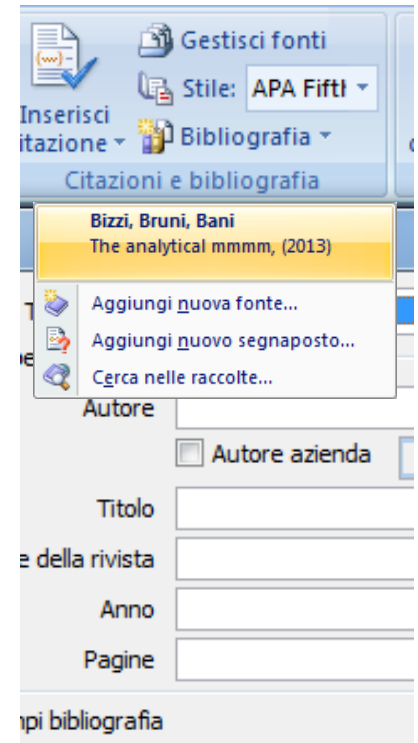 Gestisci fonti
Stile: APA Fifth
Inserisci
itazione
Bibliografia
Citazioni e bibliografia
Bizzi, Bruni, Bani
The analytical mmmm, (2013)
Aggiungi nuova fonte...
Aggiungi nuovo segnaposto...
Cerca nelle raccolte...
Autore
Autore azienda
Titolo
e della rivista
Anno
Pagine
npi bibliografia